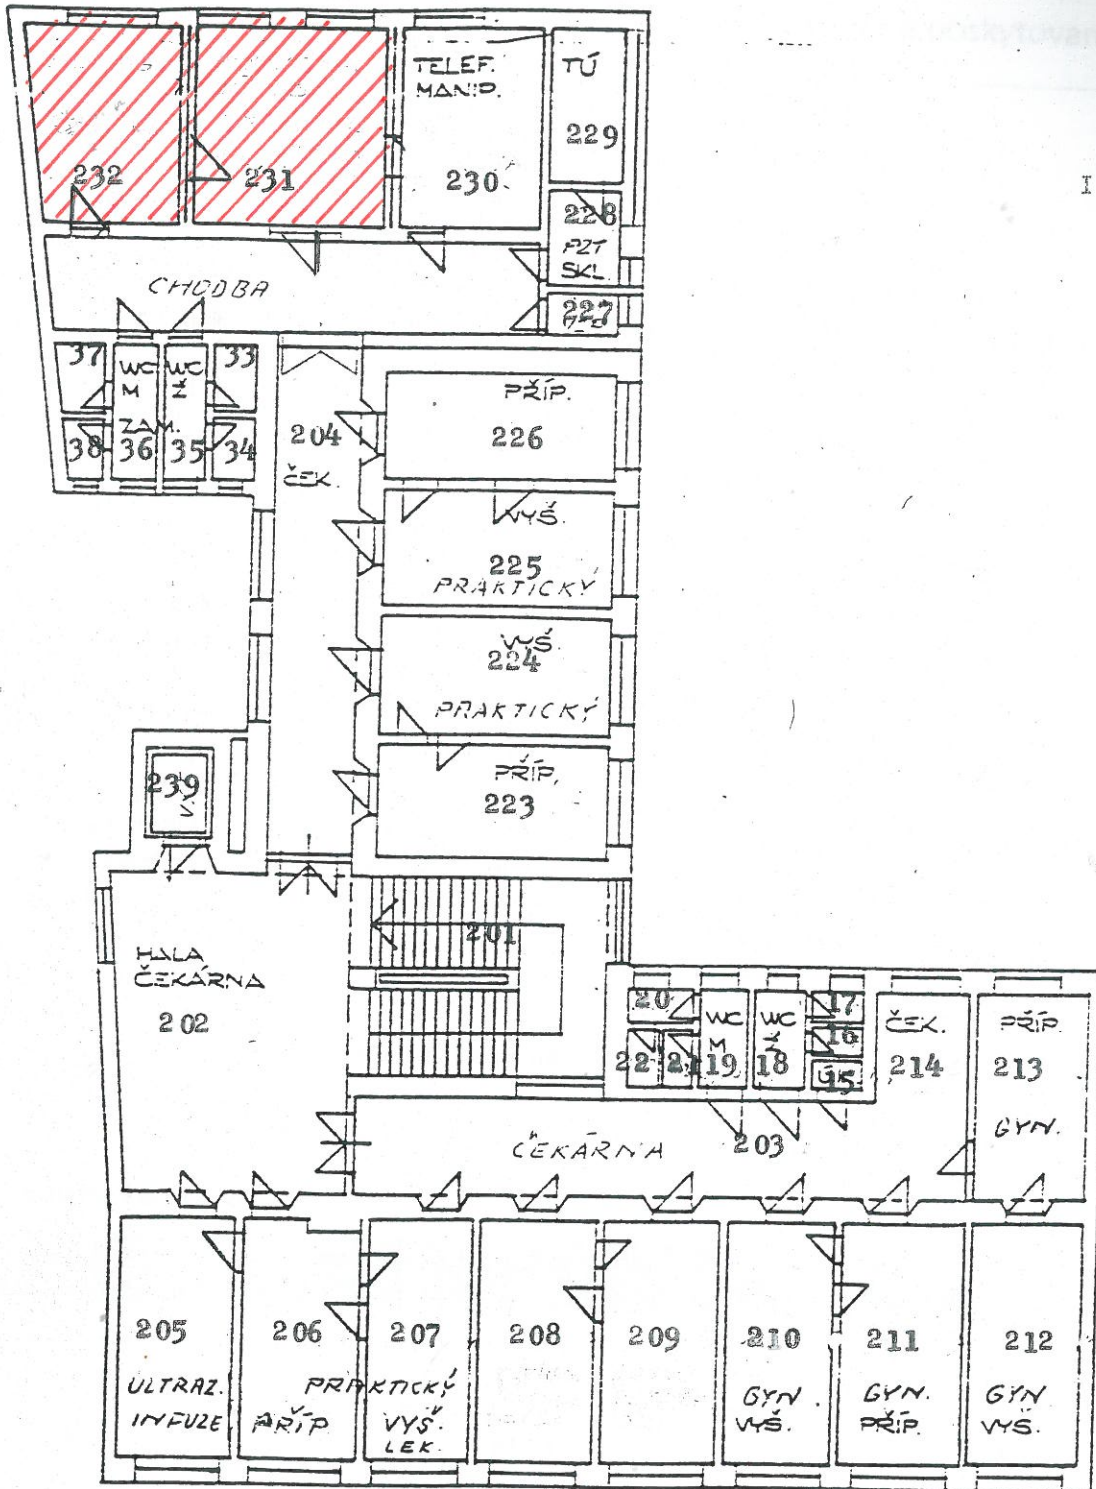 TELEF.
MANIP.
TÚ
229
232
231
230
228
PZT
SKL.
227
CHODBA
37
WC
M
WC
Ž
33
ZAM.
38
36
35
34
204
ČEK.
PŘÍP.
226
VYŠ.
225
PRAKTICKÝ
VYŠ.
224
PRAKTICKÝ
PŘÍP.
223
239
V.
201
HALA
ČEKÁRNA
202
20
WC
M
WC
17
16
22
21
19
18
15
ČEK.
214
PŘÍP.
213
GYN.
ČEKÁRNA
203
205
ULTRAZ.
INFUZE
206
PRAKTICKÝ
PŘÍP.
207
VYŠ.
LEK.
208
209
210
GYN.
VYŠ.
211
GYN.
PŘÍP.
212
GYN
VYŠ.